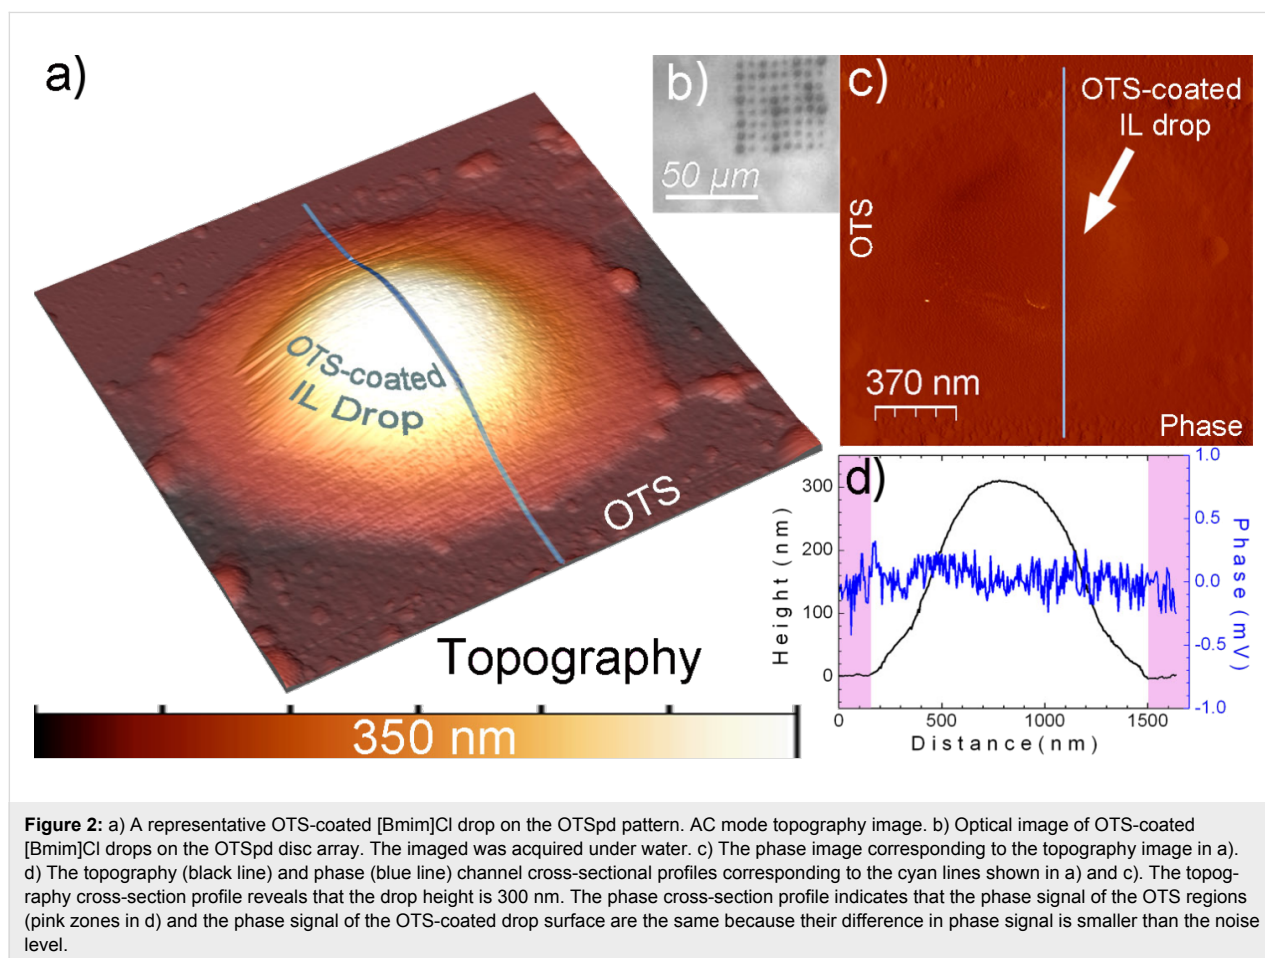 a)
OTS-coated
IL Drop
OTS
Topography
350 nm
b)
50 µm
c)
OTS-coated
IL drop
OTS
370 nm
Phase
d)
300
200
100
0
Height (nm)
1.0
0.5
0.0
-0.5
-1.0
Phase (mV)
0
500
1000
1500
Distance(nm)
Figure 2: a) A representative OTS-coated [Bmim]Cl drop on the OTSpd pattern. AC mode topography image. b) Optical image of OTS-coated
[Bmim]Cl drops on the OTSpd disc array. The imaged was acquired under water. c) The phase image corresponding to the topography image in a).
d) The topography (black line) and phase (blue line) channel cross-sectional profiles corresponding to the cyan lines shown in a) and c). The topog-
raphy cross-section profile reveals that the drop height is 300 nm. The phase cross-section profile indicates that the phase signal of the OTS regions
(pink zones in d) and the phase signal of the OTS-coated drop surface are the same because their difference in phase signal is smaller than the noise
level.